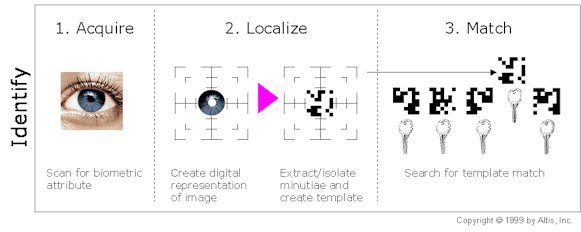 Identify
1. Acquire
2. Localize
3. Match
Scan for biometric
attribute
Create digital
representation
of image
Extract/isolate
minutiae and
create template
Search for template match
Copyright © 1999 by Altis, Inc.